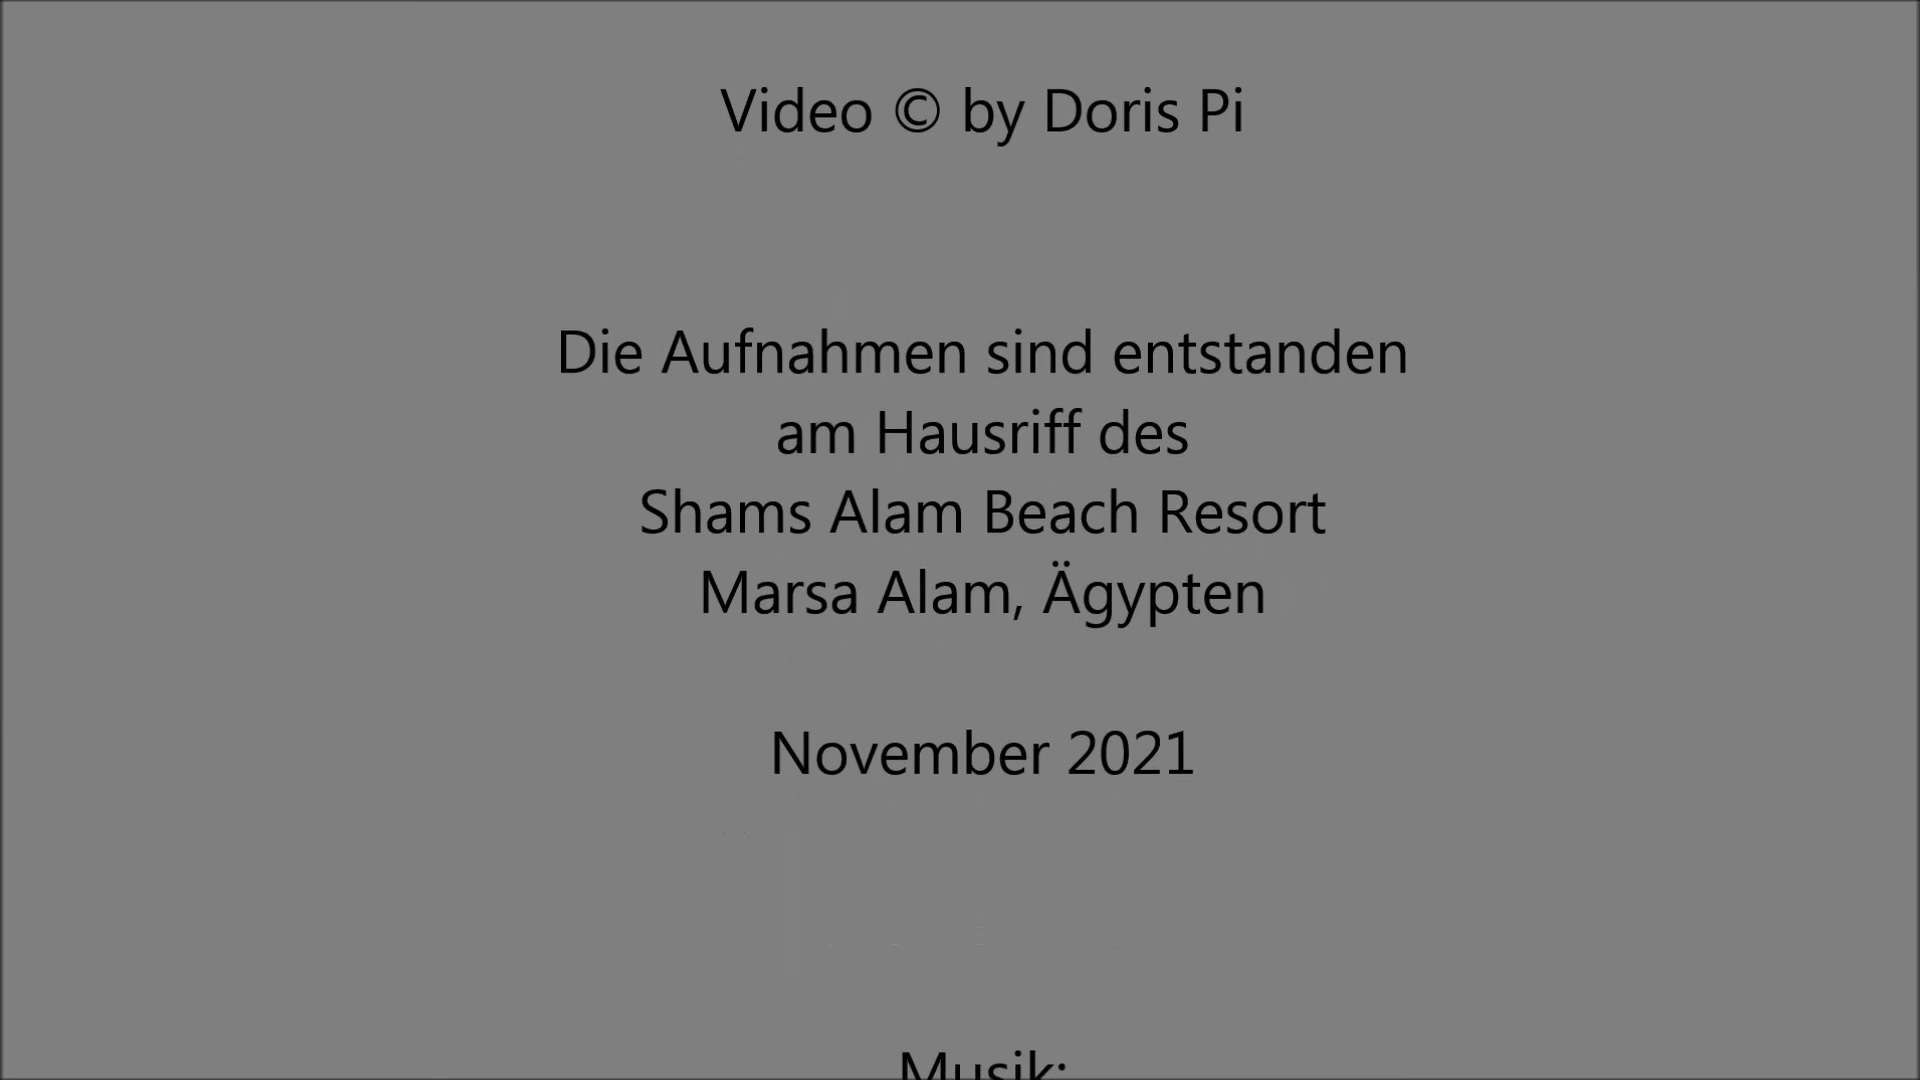 Video © by Doris Pi
Die Aufnahmen sind entstanden
am Hausriff des
Shams Alam Beach Resort
Marsa Alam, Ägypten
November 2021
Musik: